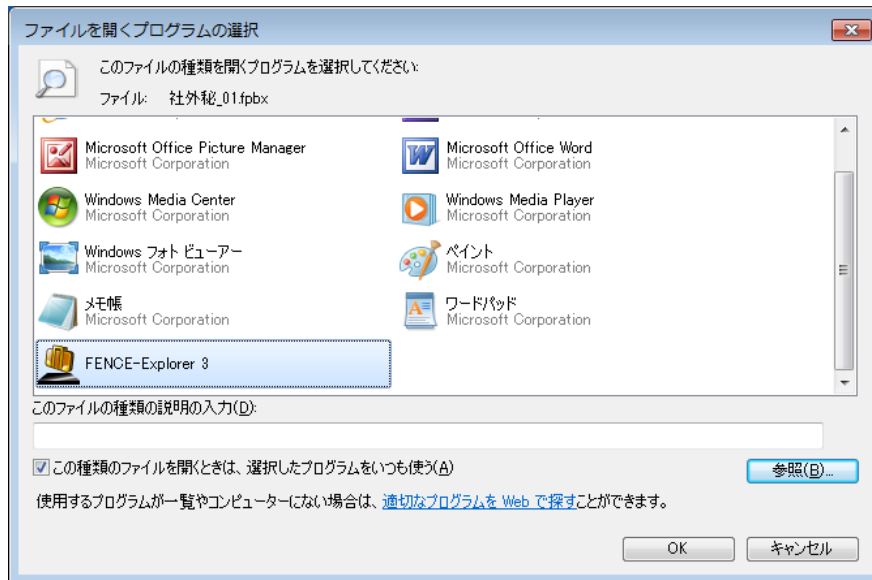 ファイルを開くプログラムの選択
このファイルの種類を開くプログラムを選択してください:
ファイル: 社外秘_01.fpbx
Microsoft Office Picture Manager
Microsoft Corporation
Microsoft Office Word
Microsoft Corporation
Windows Media Center
Microsoft Corporation
Windows Media Player
Microsoft Corporation
Windows フォト ビューアー
Microsoft Corporation
ペイント
Microsoft Corporation
メモ帳
Microsoft Corporation
ワードパッド
Microsoft Corporation
FENCE-Explorer 3
このファイルの種類の説明の入力(D):
この種類のファイルを開くときは、選択したプログラムをいつも使う(A)
参照(B)...
使用するプログラムが一覧やコンピューターにない場合は、適切なプログラムを Web で探すことができます。
OK
キャンセル